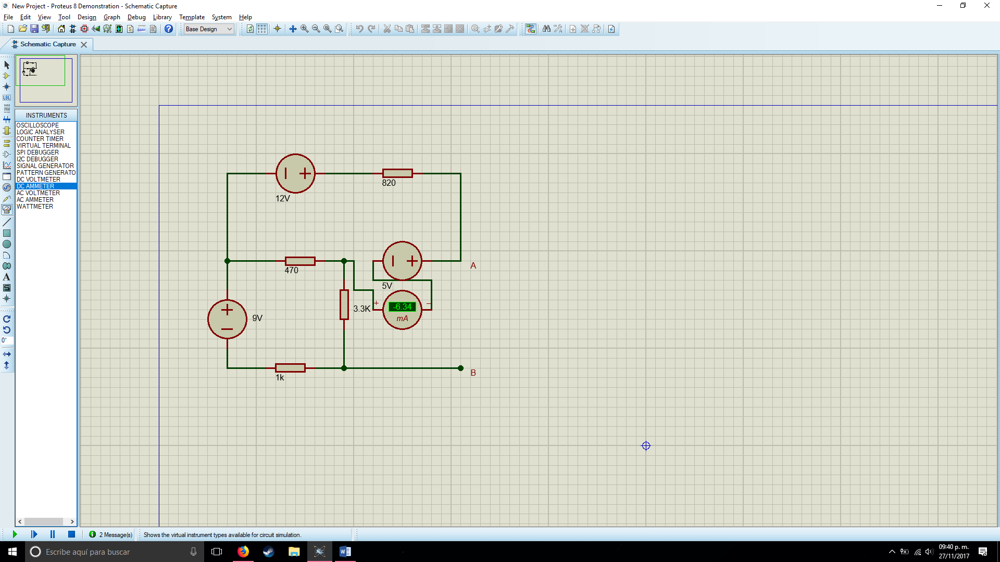 New Project - Proteus 8 Demonstration - Schematic Capture
File Edit View Tool Design Graph Debug Library Template System Help
Base Design
Schematic Capture
LBL
INSTRUMENTS
OSCILLOSCOPE
LOGIC ANALYSER
COUNTER TIMER
VIRTUAL TERMINAL
SPI DEBUGGER
I2C DEBUGGER
SIGNAL GENERATOR
PATTERN GENERATO
DC VOLTMETER
DC AMMETER
AC VOLTMETER
AC AMMETER
WATTMETER
0°
12V
820
470
A
5V
3.3K
+
-6.34
mA
9V
1k
B
2 Message(s)
Shows the virtual instrument types available for circuit simulation.
Escribe aquí para buscar
09:40 p. m.
27/11/2017